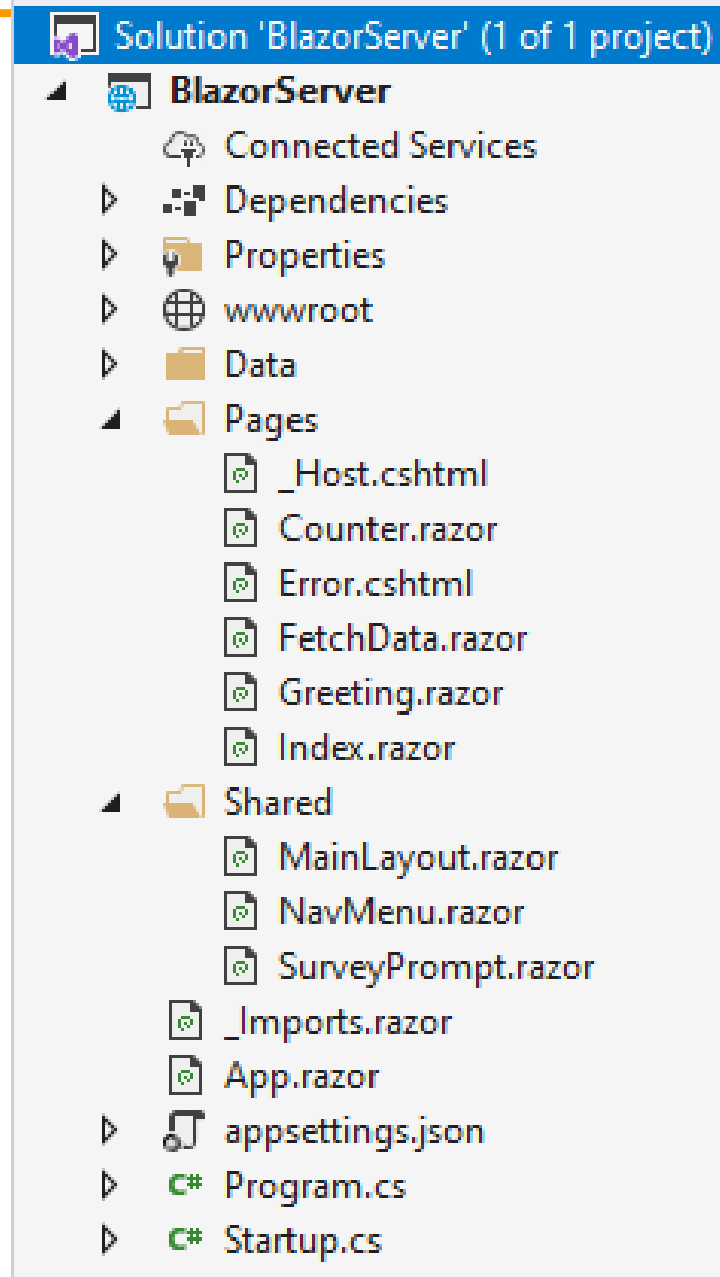 Solution 'BlazorServer' (1 of 1 project)
BlazorServer
Connected Services
Dependencies
Properties
wwwroot
Data
Pages
_Host.cshtml
Counter.razor
Error.cshtml
FetchData.razor
Greeting.razor
Index.razor
Shared
MainLayout.razor
NavMenu.razor
SurveyPrompt.razor
_Imports.razor
App.razor
appsettings.json
C# Program.cs
C# Startup.cs